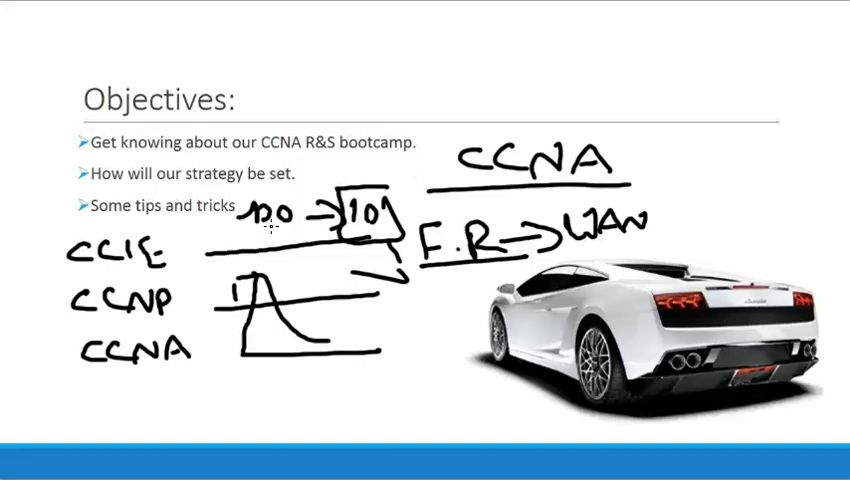 Objectives:
Get knowing about our CCNA R&S bootcamp.
How will our strategy be set.
Some tips and tricks
CCNA
100 → 101
F.R → WAN
CCIE
CCNP
CCNA